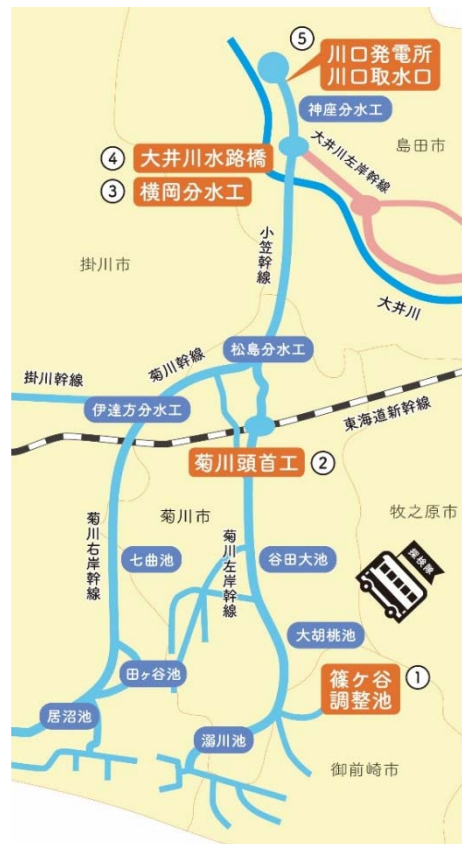 ⑤
川口発電所
川口取水口
神座分水工
島田市
④ 大井川水路橋
③ 横岡分水工
大井川左岸幹線
小笠幹線
掛川市
大井川
松島分水工
菊川幹線
掛川幹線
伊達方分水工
東海道新幹線
菊川頭首工 ②
菊川市
牧之原市
菊川右岸幹線
七曲池
菊川左岸幹線
谷田大池
探検隊
大胡桃池
田ヶ谷池
篠ケ谷
調整池
①
居沼池
溺川池
御前崎市